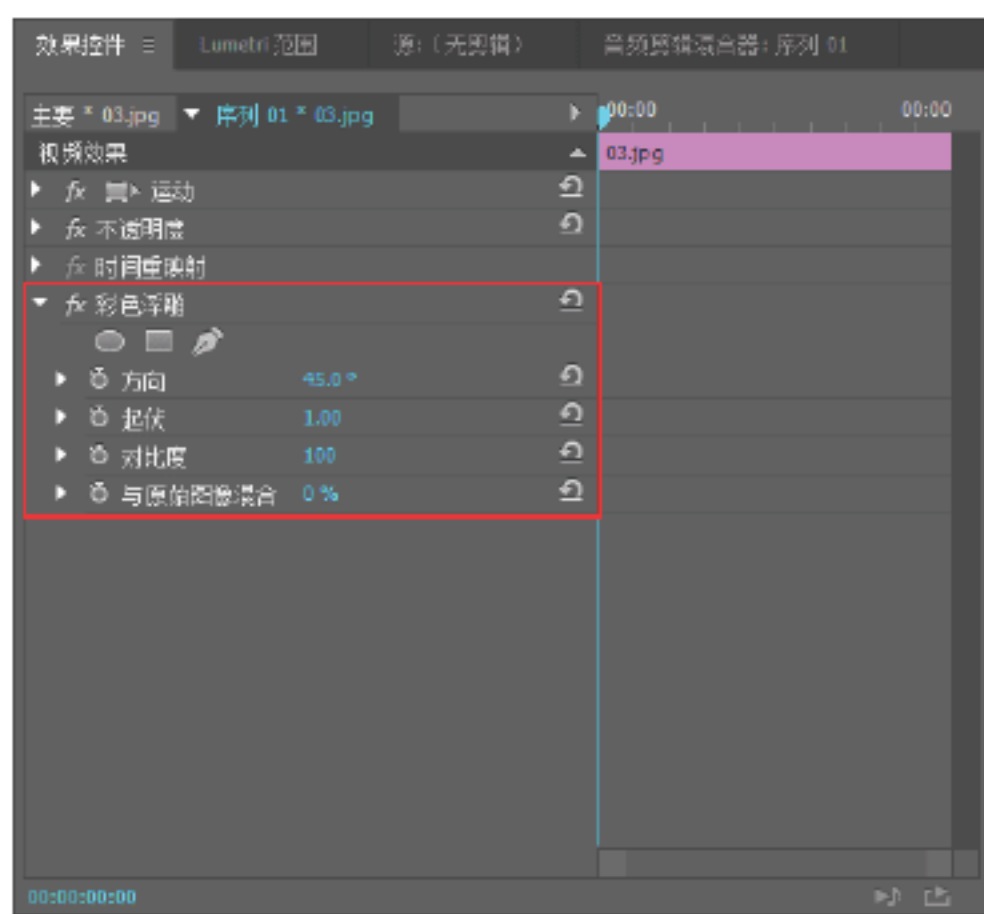 效果控件 Lumetri 范围 源:（无剪辑） 音频剪辑混合器: 序列 01
主要 * 03.jpg 序列 01 * 03.jpg 00:00 00:00
视频效果 03.jpg
fx 运动
fx 不透明度
fx 时间重映射
fx 彩色浮雕
方向 45.0 °
起伏 1.00
对比度 100
与原始图像混合 0 %
00:00:00:00